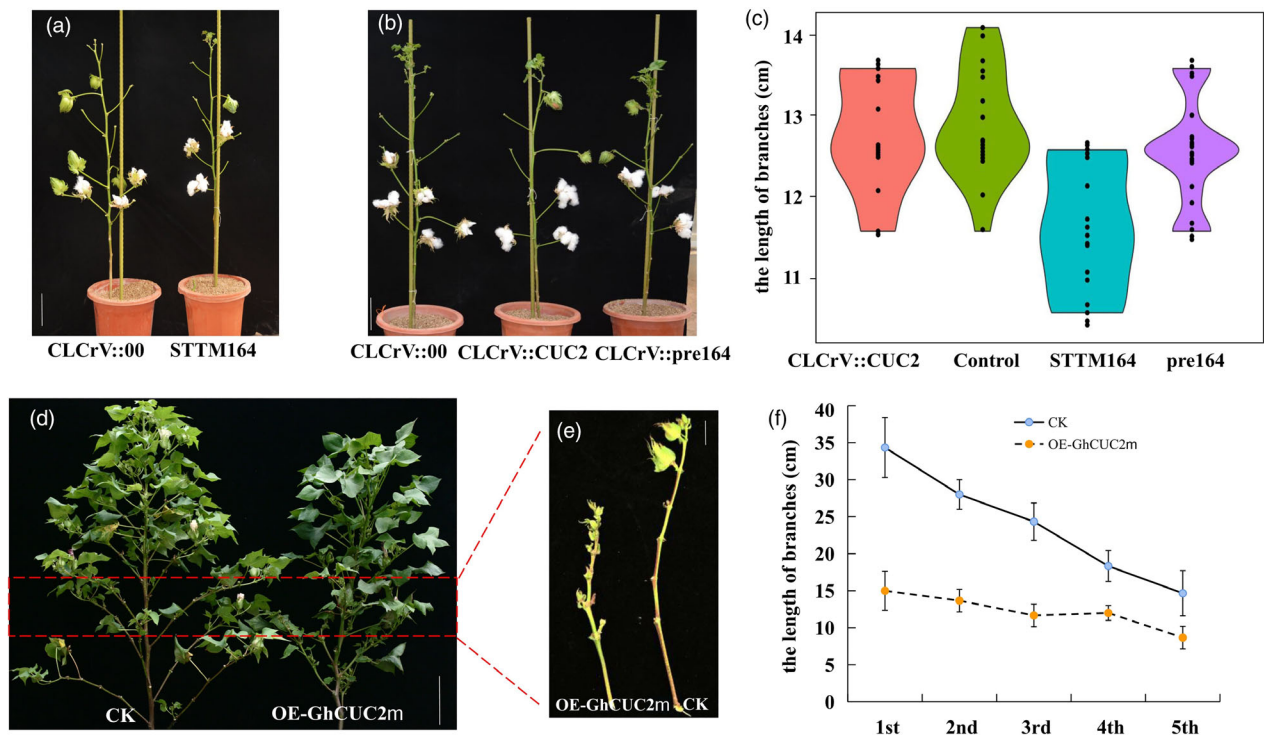 (a)
CLCrV::00 STTM164
(b)
CLCrV::00 CLCrV::CUC2 CLCrV::pre164
(c)
the length of branches (cm)
14
13
12
11
CLCrV::CUC2 Control STTM164 pre164
(d)
CK OE-GhCUC2m
(e)
OE-GhCUC2m CK
(f)
the length of branches (cm)
40
35
30
25
20
15
10
5
0
CK
OE-GhCUC2m
1st 2nd 3rd 4th 5th